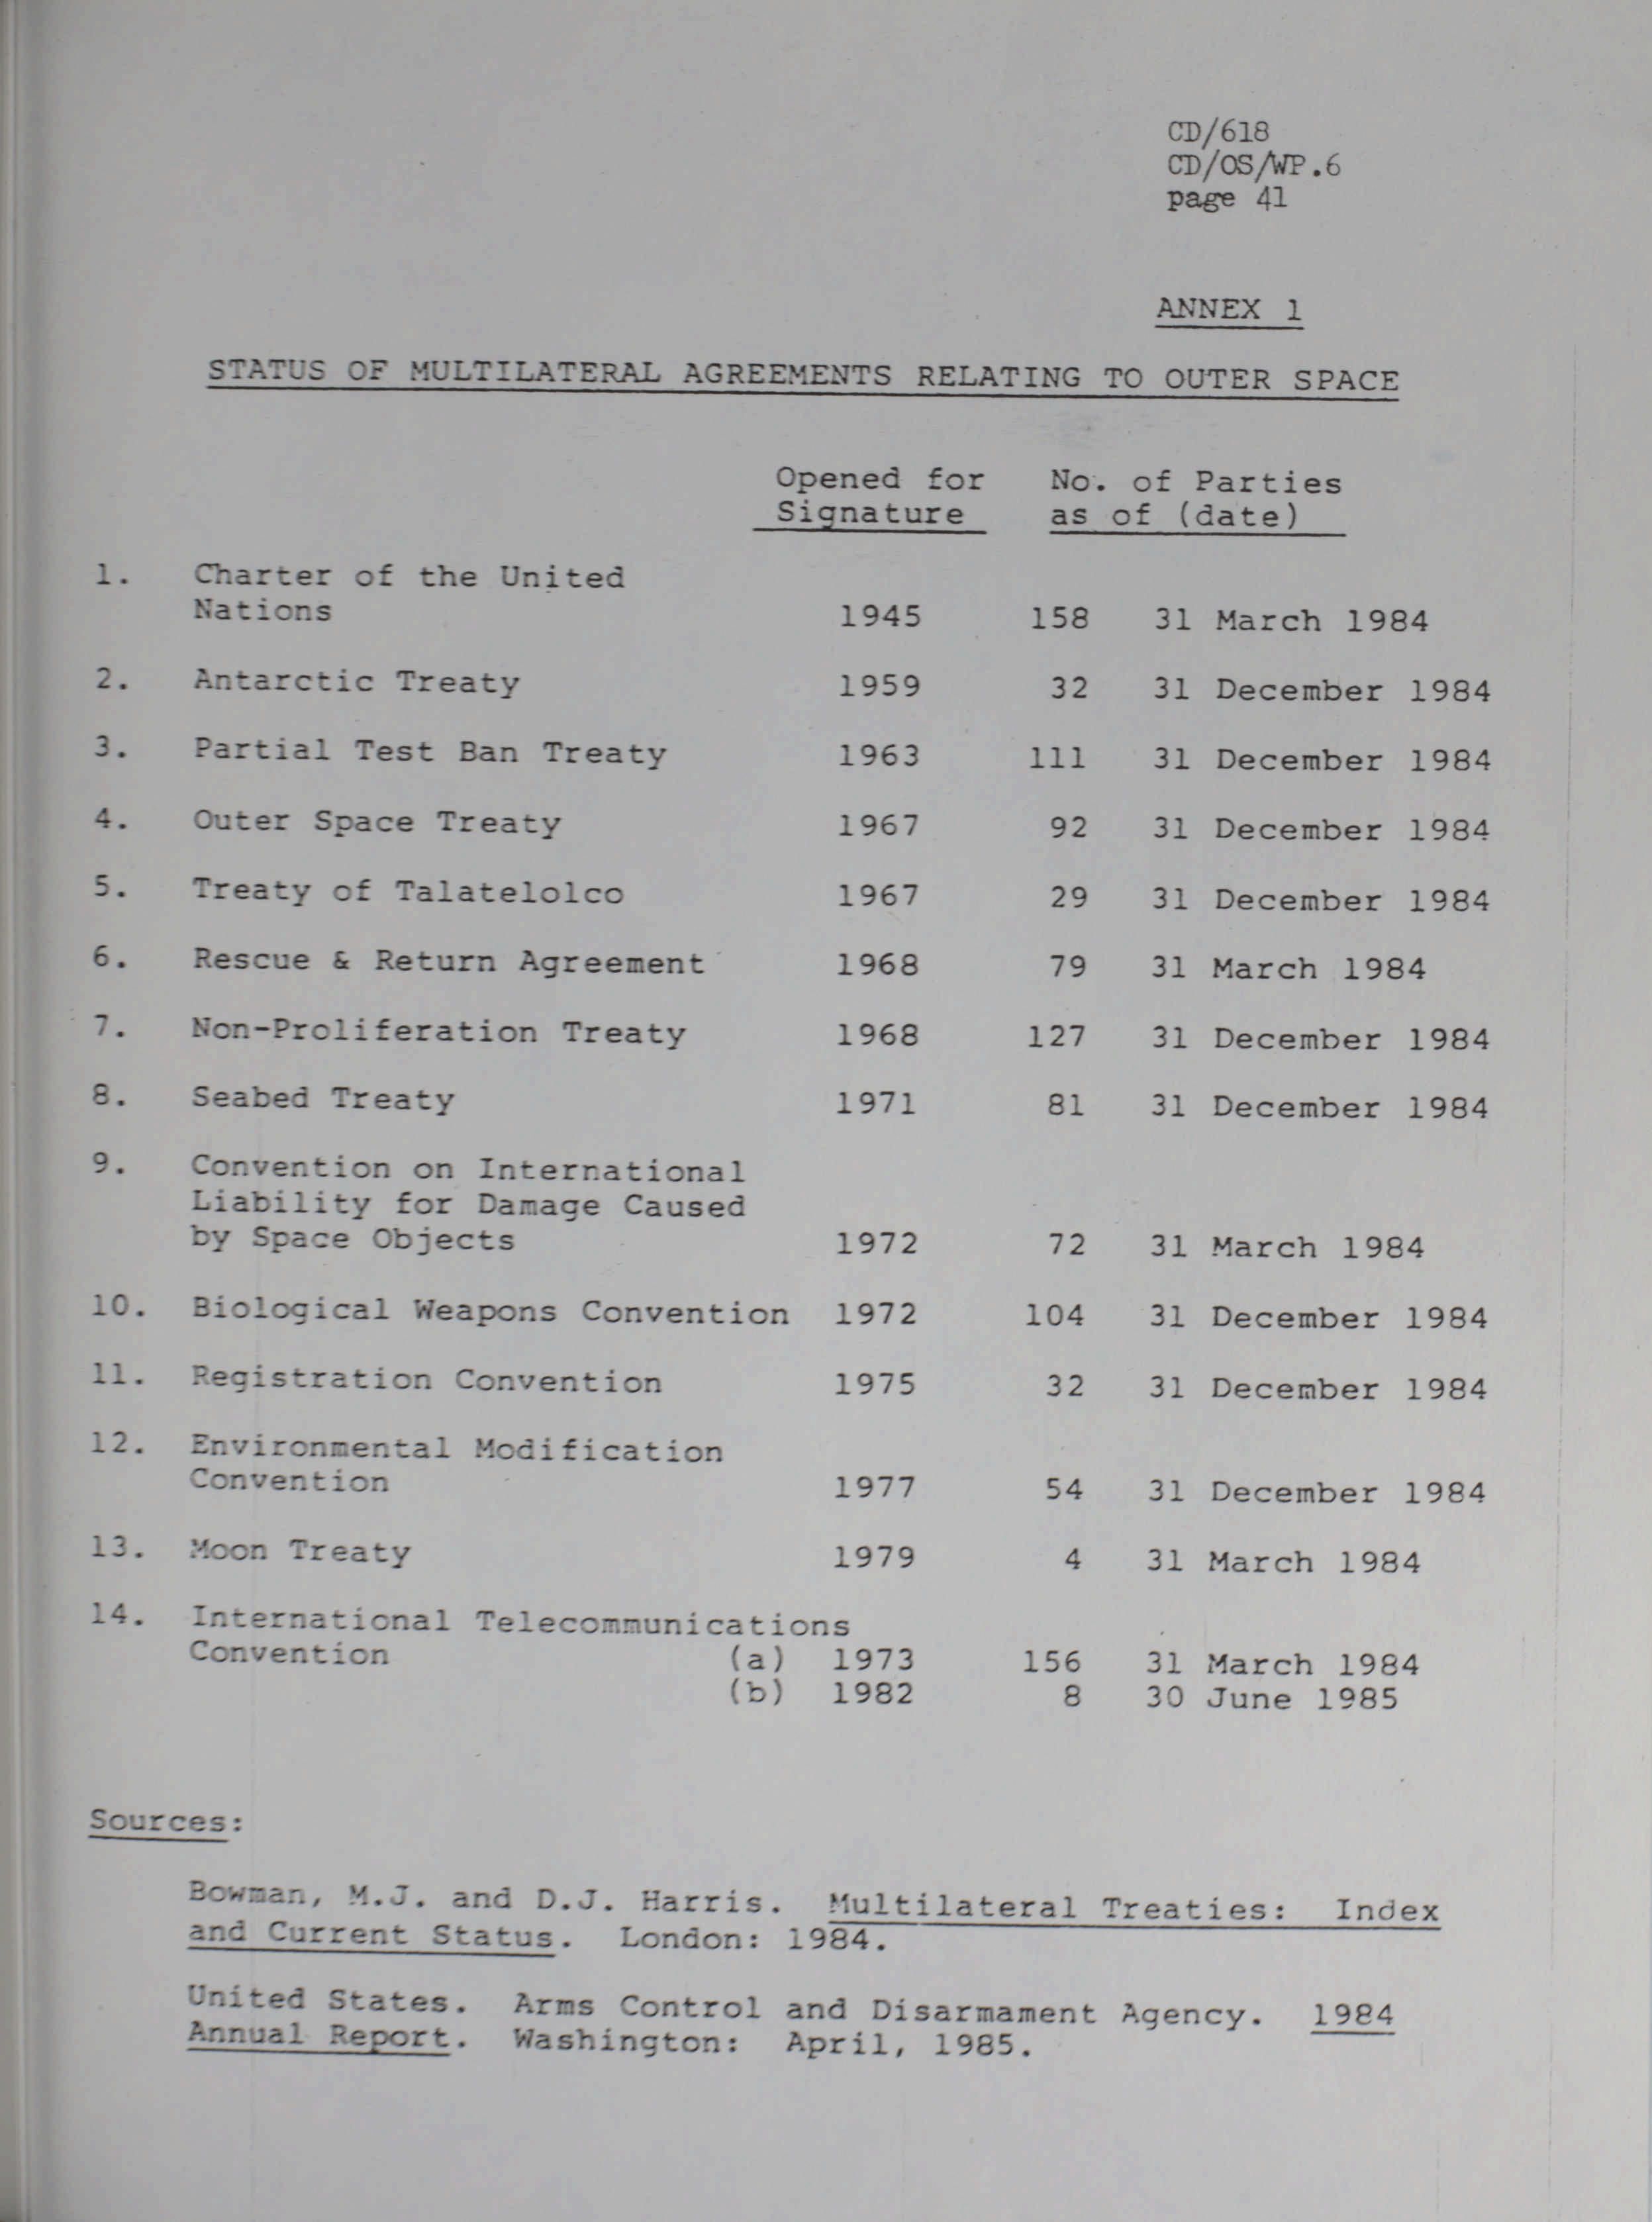 CD/618
CD/OS/WP.6
page 41
ANNEX 1
STATUS OF MULTILATERAL AGREEMENTS RELATING TO OUTER SPACE
Opened for No. of Parties
Signature as of (date)
1. Charter of the United
Nations 1945 158 31 March 1984
2. Antarctic Treaty 1959 32 31 December 1984
3. Partial Test Ban Treaty 1963 111 31 December 1984
4. Outer Space Treaty 1967 92 31 December 1984
5. Treaty of Talatelolco 1967 29 31 December 1984
6. Rescue & Return Agreement 1968 79 31 March 1984
7. Non-Proliferation Treaty 1968 127 31 December 1984
8. Seabed Treaty 1971 81 31 December 1984
9. Convention on International
Liability for Damage Caused
by Space Objects 1972 72 31 March 1984
10. Biological Weapons Convention 1972 104 31 December 1984
11. Registration Convention 1975 32 31 December 1984
12. Environmental Modification
Convention 1977 54 31 December 1984
13. Moon Treaty 1979 4 31 March 1984
14. International Telecommunications
Convention (a) 1973 156 31 March 1984
(b) 1982 8 30 June 1985
Sources:
Bowman, M.J. and D.J. Harris. Multilateral Treaties: Index
and Current Status. London: 1984.
United States. Arms Control and Disarmament Agency. 1984
Annual Report. Washington: April, 1985.